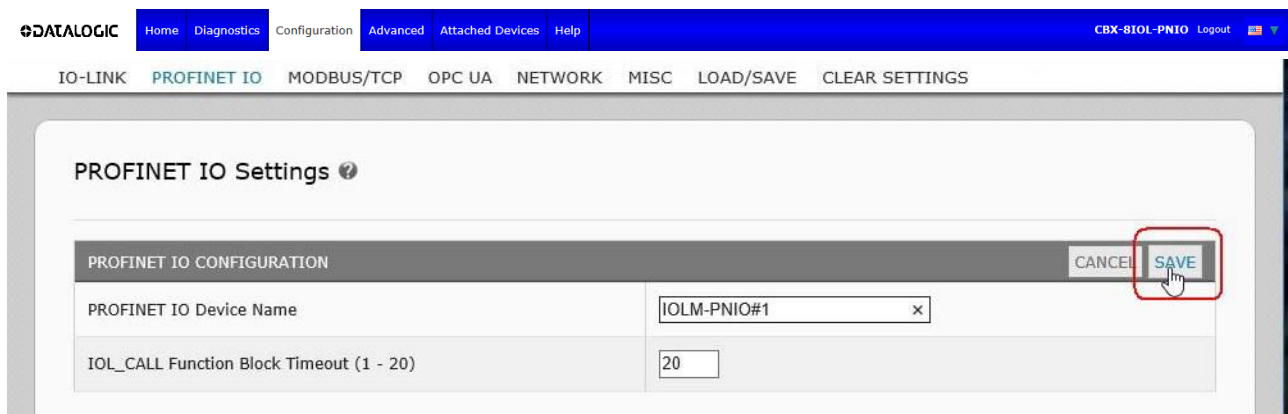 DATALOGIC Home Diagnostics Configuration Advanced Attached Devices Help CBX-8IOL-PNIO Logout
IO-LINK PROFINET IO MODBUS/TCP OPC UA NETWORK MISC LOAD/SAVE CLEAR SETTINGS
PROFINET IO Settings ?
PROFINET IO CONFIGURATION CANCEL SAVE
PROFINET IO Device Name IOLM-PNIO#1 ×
IOL_CALL Function Block Timeout (1 - 20) 20